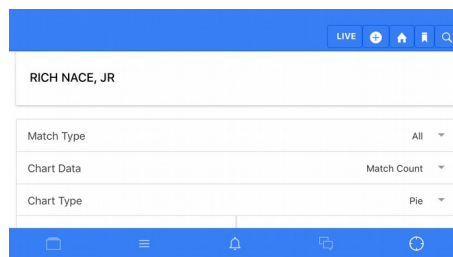 LIVE
RICH NACE, JR
Match Type All
Chart Data Match Count
Chart Type Pie